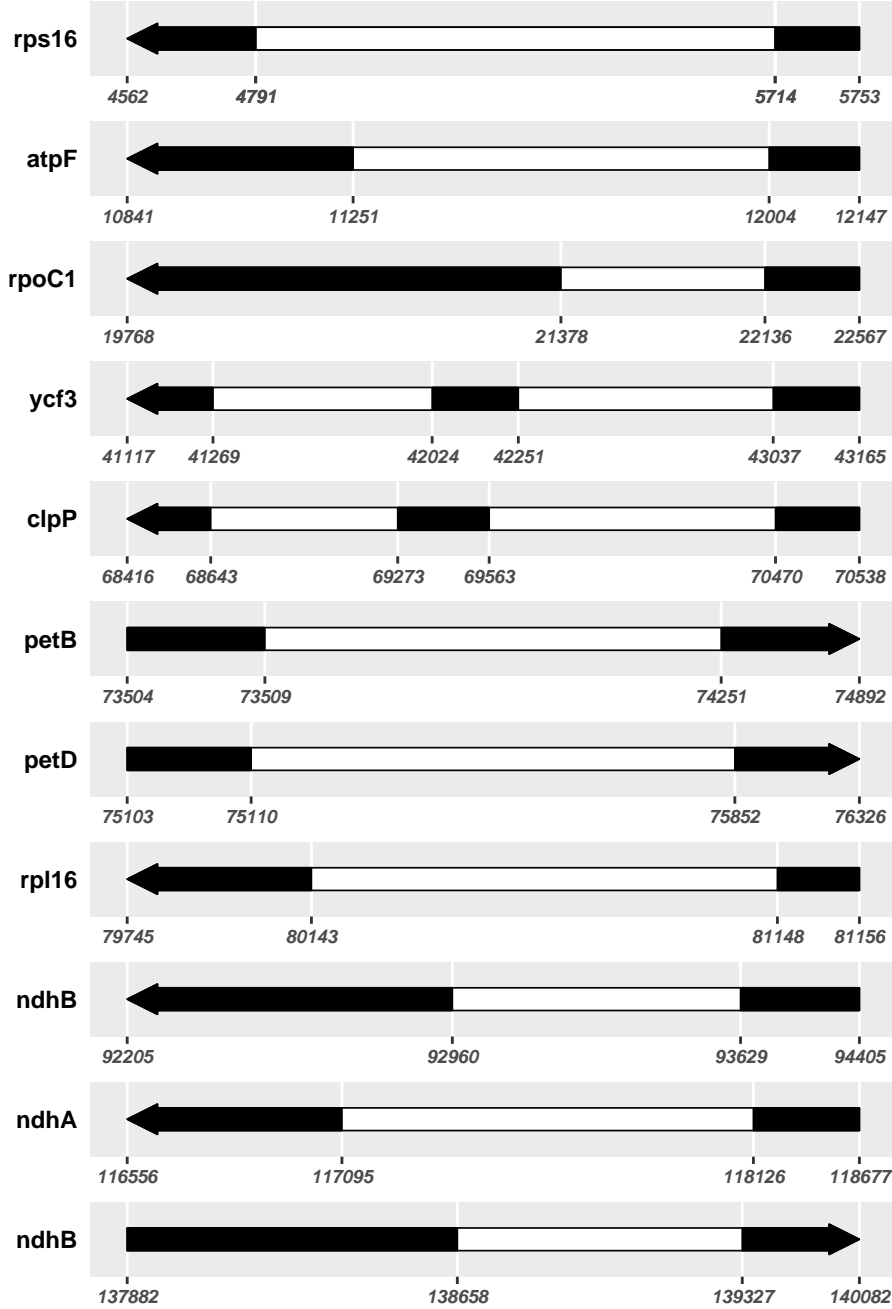 rps16
4562 4791 5714 5753
atpF
10841 11251 12004 12147
rpoC1
19768 21378 22136 22567
ycf3
41117 41269 42024 42251 43037 43165
clpP
68416 68643 69273 69563 70470 70538
petB
73504 73509 74251 74892
petD
75103 75110 75852 76326
rpl16
79745 80143 81148 81156
ndhB
92205 92960 93629 94405
ndhA
116556 117095 118126 118677
ndhB
137882 138658 139327 140082